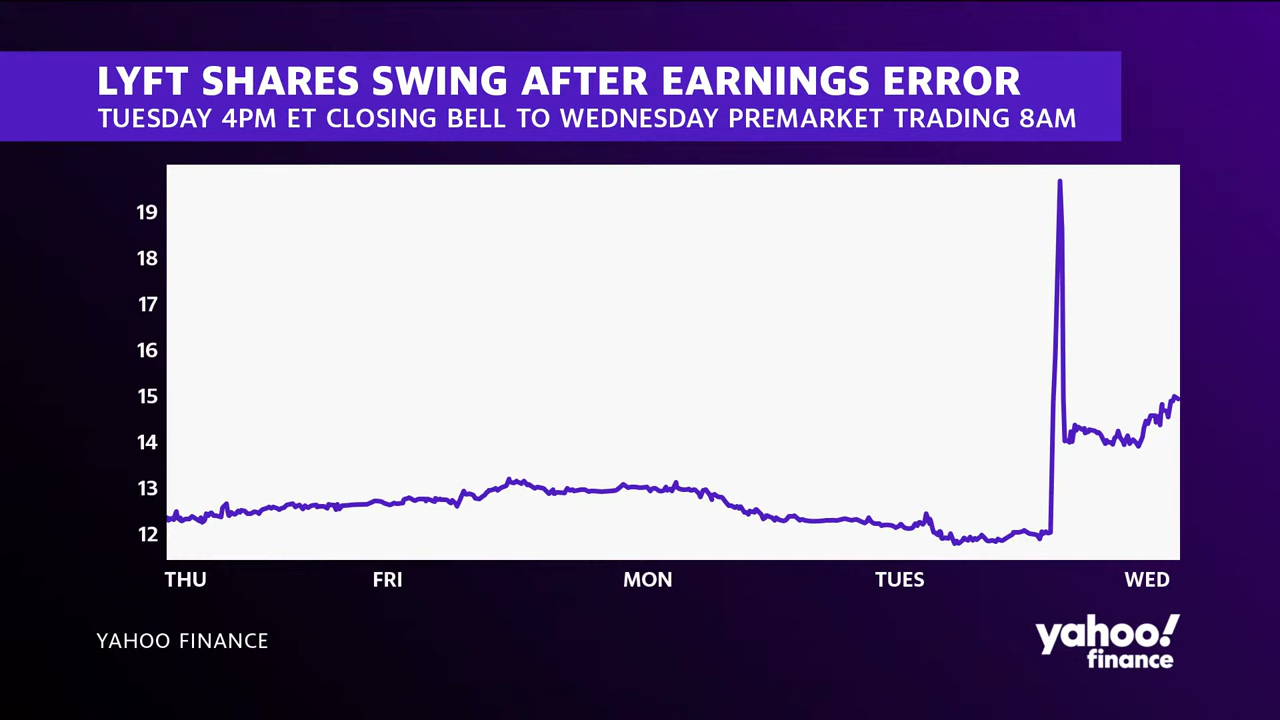 LYFT SHARES SWING AFTER EARNINGS ERROR
TUESDAY 4PM ET CLOSING BELL TO WEDNESDAY PREMARKET TRADING 8AM
19
18
17
16
15
14
13
12
THU FRI MON TUES WED
YAHOO FINANCE
yahoo!
finance